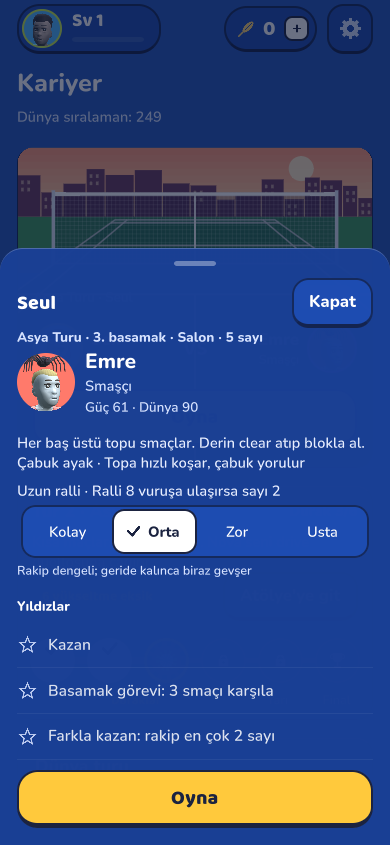 Sv 1
0
+
Kariyer
Dünya sıralaman: 249
Seul
Kapat
Asya Turu · 3. basamak · Salon · 5 sayı
Emre
Smaşçı
Güç 61 · Dünya 90
Her baş üstü topu smaçlar. Derin clear atıp blokla al.
Çabuk ayak · Topa hızlı koşar, çabuk yorulur
Uzun ralli · Ralli 8 vuruşa ulaşırsa sayı 2
Kolay
Orta
Zor
Usta
Rakip dengeli; geride kalınca biraz gevşer
Yıldızlar
Kazan
Basamak görevi: 3 smaçı karşıla
Farkla kazan: rakip en çok 2 sayı
Oyna